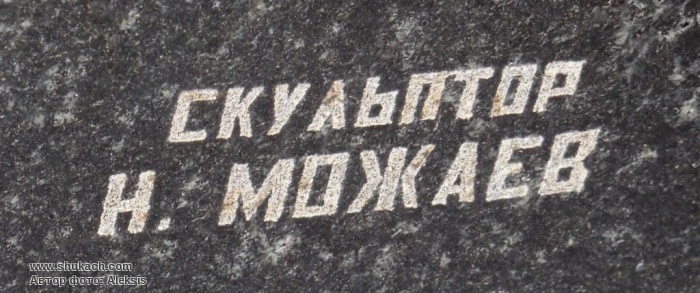 СКУЛЬПТОР
Н. МОЖАЕВ
www.shukach.com
Автор фото: Aleksis